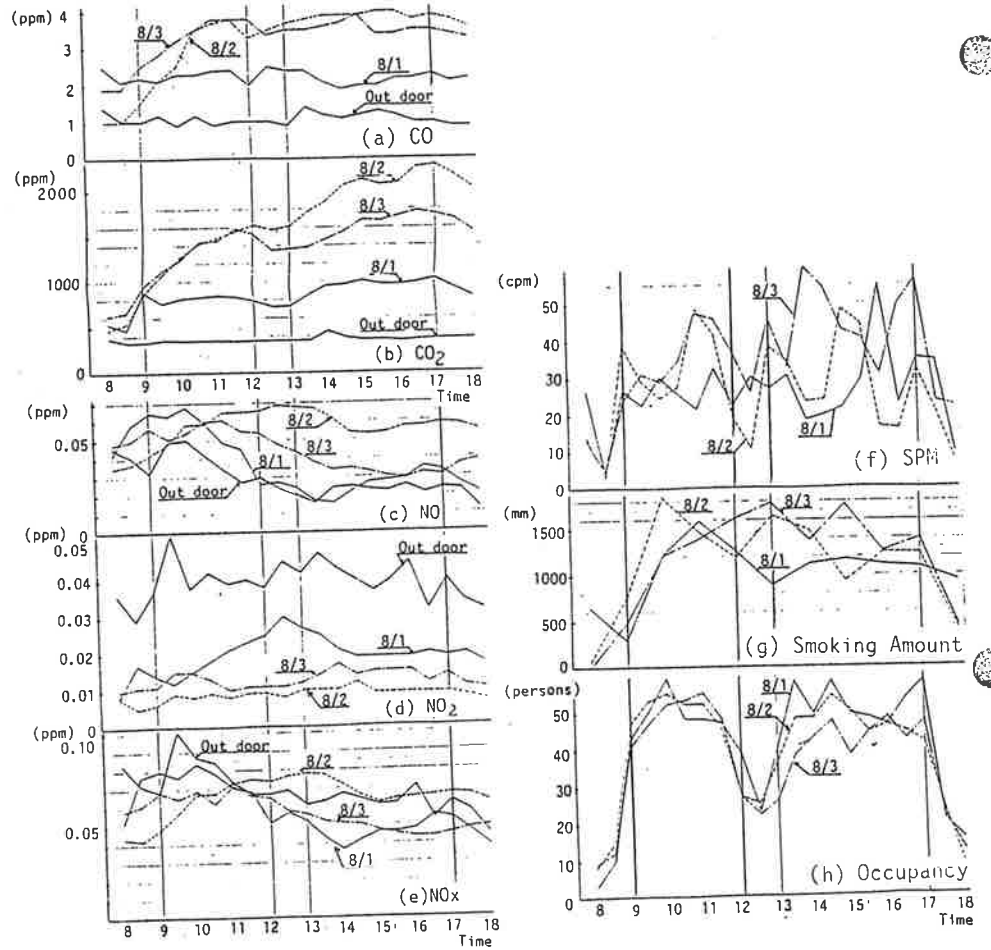 (ppm)
4
3
2
1
0
8/3
8/2
8/1
Out door
(a) CO
(ppm)
2000
1000
0
8/2
8/3
8/1
Out door
(b) CO2
8 9 10 11 12 13 14 15 16 17 18
Time
(ppm)
0.05
0
8/2
8/3
8/1
Out door
(c) NO
(ppm)
0.05
0.04
0.03
0.02
0.01
0
Out door
8/1
8/3
8/2
(d) NO2
(ppm)
0.10
0.05
0
Out door
8/2
8/3
8/1
(e)NOx
8 9 10 11 12 13 14 15' 16 17 18
Time
(cpm)
50
40
30
20
10
0
8/3
8/2
8/1
(f) SPM
(mm)
1500
1000
500
0
8/2
8/3
8/1
(g) Smoking Amount
(persons)
50
40
30
20
10
0
8/1
8/2
8/3
(h) Occupancy
8 9 10 11 12 13 14 15' 16 17 18
Time